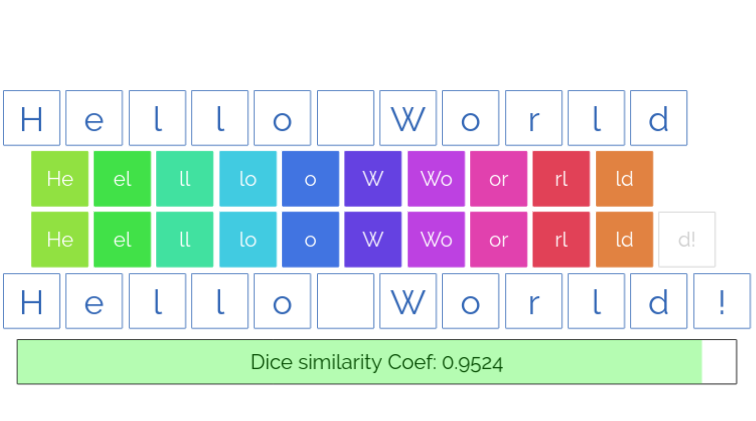 H e l l o W o r l d
He el ll lo o W Wo or rl ld
He el ll lo o W Wo or rl ld d!
H e l l o W o r l d !
Dice similarity Coef: 0.9524